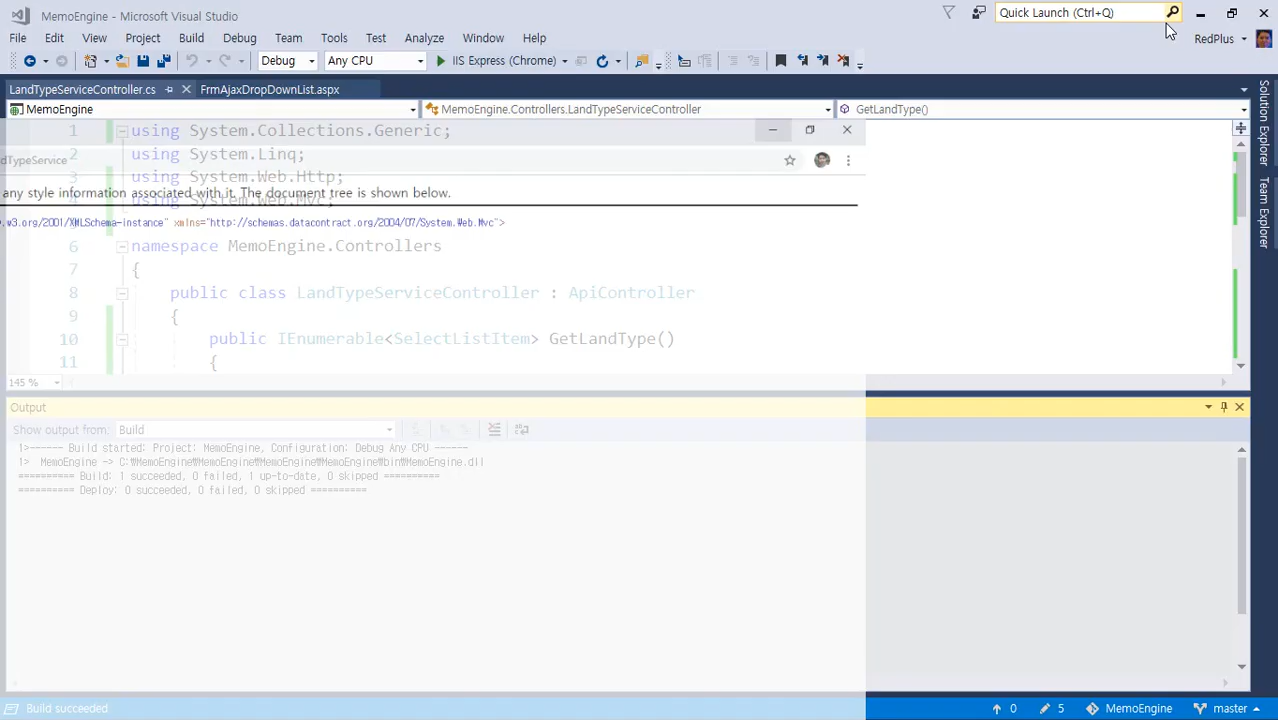 MemoEngine - Microsoft Visual Studio
Quick Launch (Ctrl+Q)
File Edit View Project Build Debug Team Tools Test Analyze Window Help
RedPlus
Debug Any CPU IIS Express (Chrome)
LandTypeServiceController.cs FrmAjaxDropDownList.aspx
MemoEngine MemoEngine.Controllers.LandTypeServiceController GetLandType()
1 using System.Collections.Generic;
2 using System.Linq;
dTypeService
3 using System.Web.Http;
any style information associated with it. The document tree is shown below.
4 using System.Web.Mvc;
.w3.org/2001/XMLSchema-instance" xmlns="http://schemas.datacontract.org/2004/07/System.Web.Mvc">
6 namespace MemoEngine.Controllers
7 {
8 public class LandTypeServiceController : ApiController
9 {
10 public IEnumerable<SelectListItem> GetLandType()
11 {
145 %
Output
Show output from: Build
1>------ Build started: Project: MemoEngine, Configuration: Debug Any CPU ------
1> MemoEngine -> C:₩MemoEngine₩MemoEngine₩MemoEngine₩MemoEngine₩bin₩MemoEngine.dll
========== Build: 1 succeeded, 0 failed, 1 up-to-date, 0 skipped ==========
========== Deploy: 0 succeeded, 0 failed, 0 skipped ==========
Build succeeded
0 5 MemoEngine master
Solution Explorer
Team Explorer